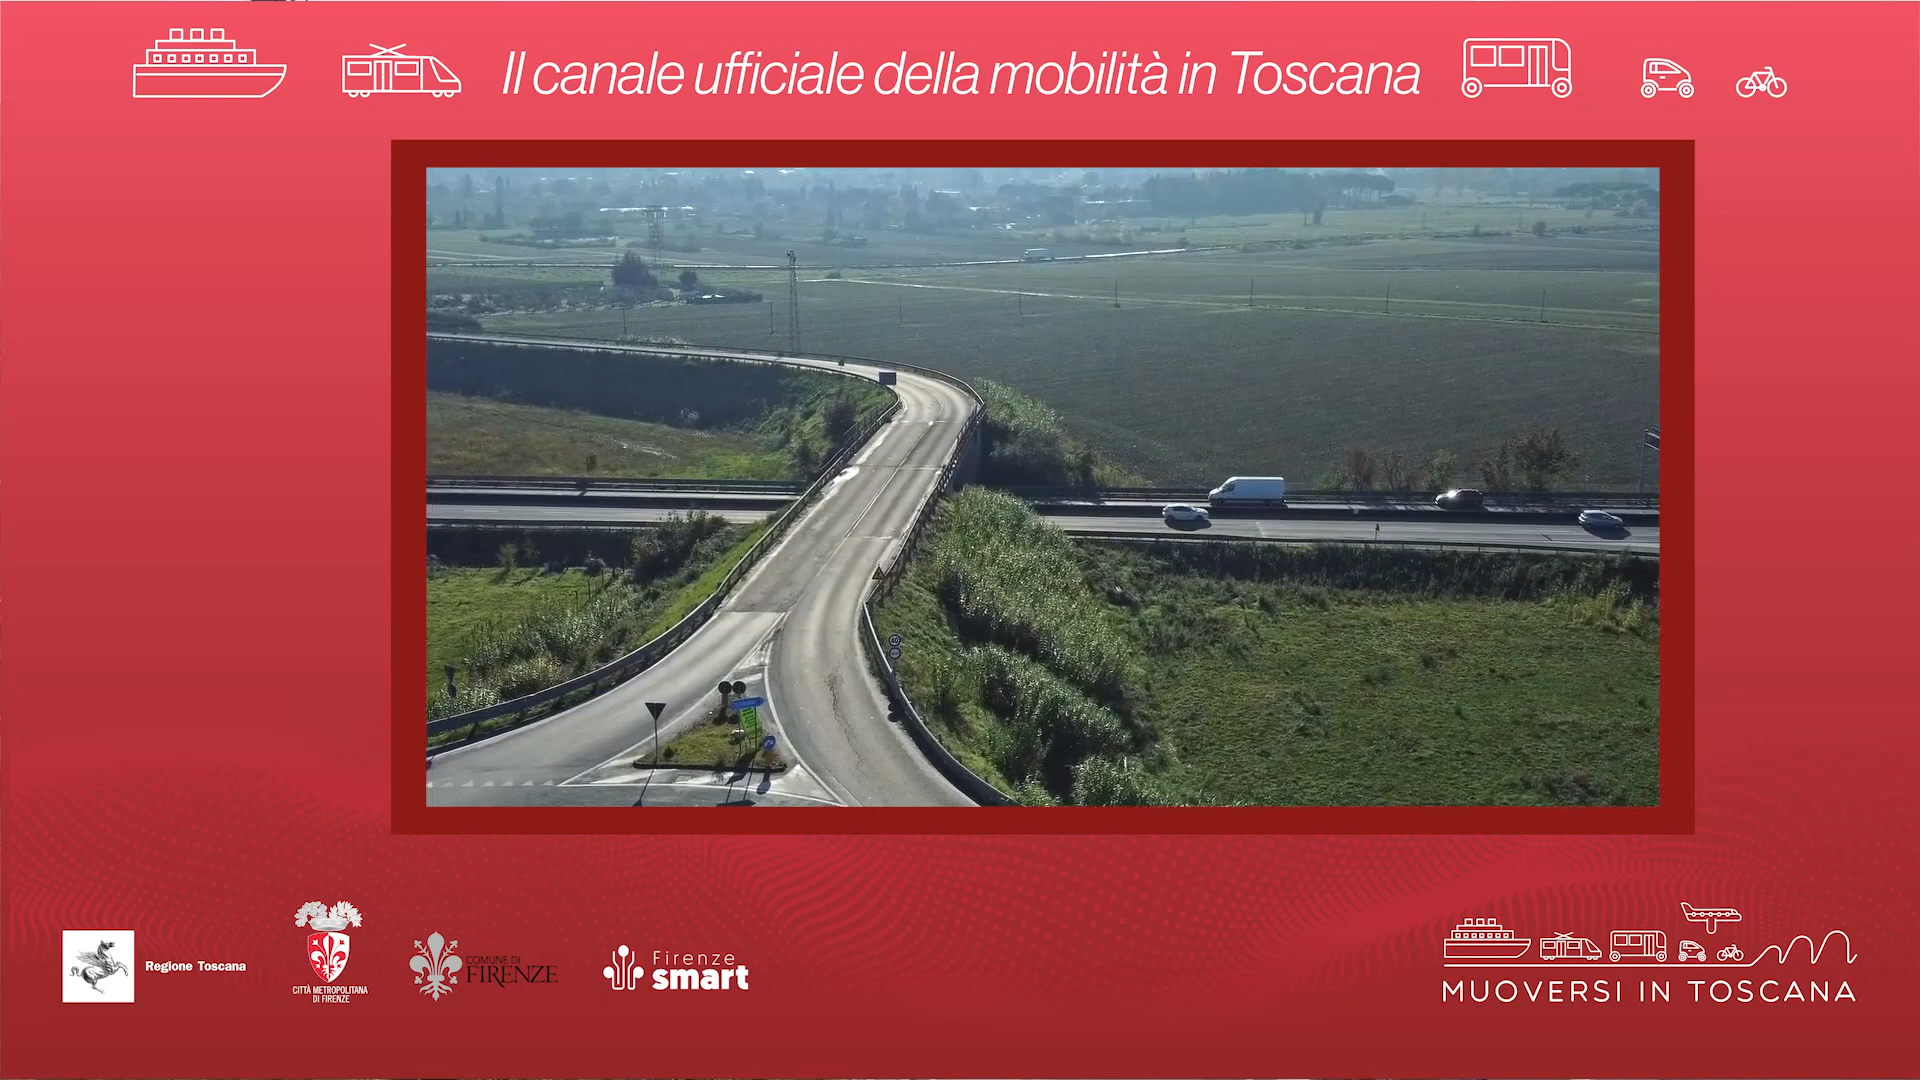 Il canale ufficiale della mobilità in Toscana
40
Regione Toscana
CITTÀ METROPOLITANA
DI FIRENZE
COMUNE DI
FIRENZE
Firenze
smart
MUOVERSI IN TOSCANA